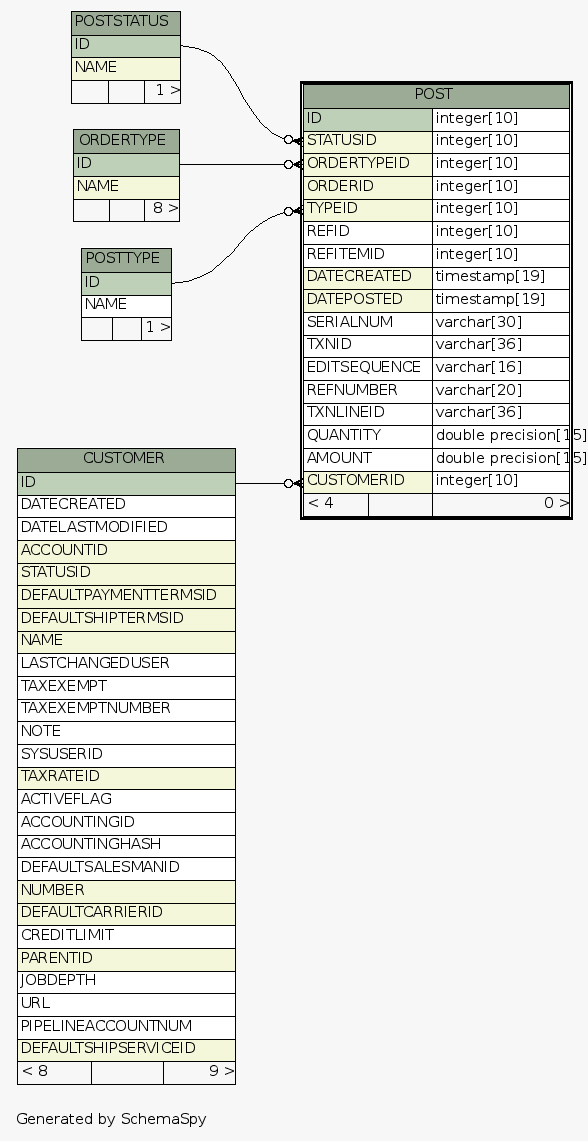 POSTSTATUS
ID
NAME
1 >
ORDERTYPE
ID
NAME
8 >
POSTTYPE
ID
NAME
1 >
POST
ID integer[10]
STATUSID integer[10]
ORDERTYPEID integer[10]
ORDERID integer[10]
TYPEID integer[10]
REFID integer[10]
REFITEMID integer[10]
DATECREATED timestamp[19]
DATEPOSTED timestamp[19]
SERIALNUM varchar[30]
TXNID varchar[36]
EDITSEQUENCE varchar[16]
REFNUMBER varchar[20]
TXNLINEID varchar[36]
QUANTITY double precision[15]
AMOUNT double precision[15]
CUSTOMERID integer[10]
< 4 0 >
CUSTOMER
ID
DATECREATED
DATELASTMODIFIED
ACCOUNTID
STATUSID
DEFAULTPAYMENTTERMSID
DEFAULTSHIPTERMSID
NAME
LASTCHANGEDUSER
TAXEXEMPT
TAXEXEMPTNUMBER
NOTE
SYSUSERID
TAXRATEID
ACTIVEFLAG
ACCOUNTINGID
ACCOUNTINGHASH
DEFAULTSALESMANID
NUMBER
DEFAULTCARRIERID
CREDITLIMIT
PARENTID
JOBDEPTH
URL
PIPELINEACCOUNTNUM
DEFAULTSHIPSERVICEID
< 8 9 >
Generated by SchemaSpy